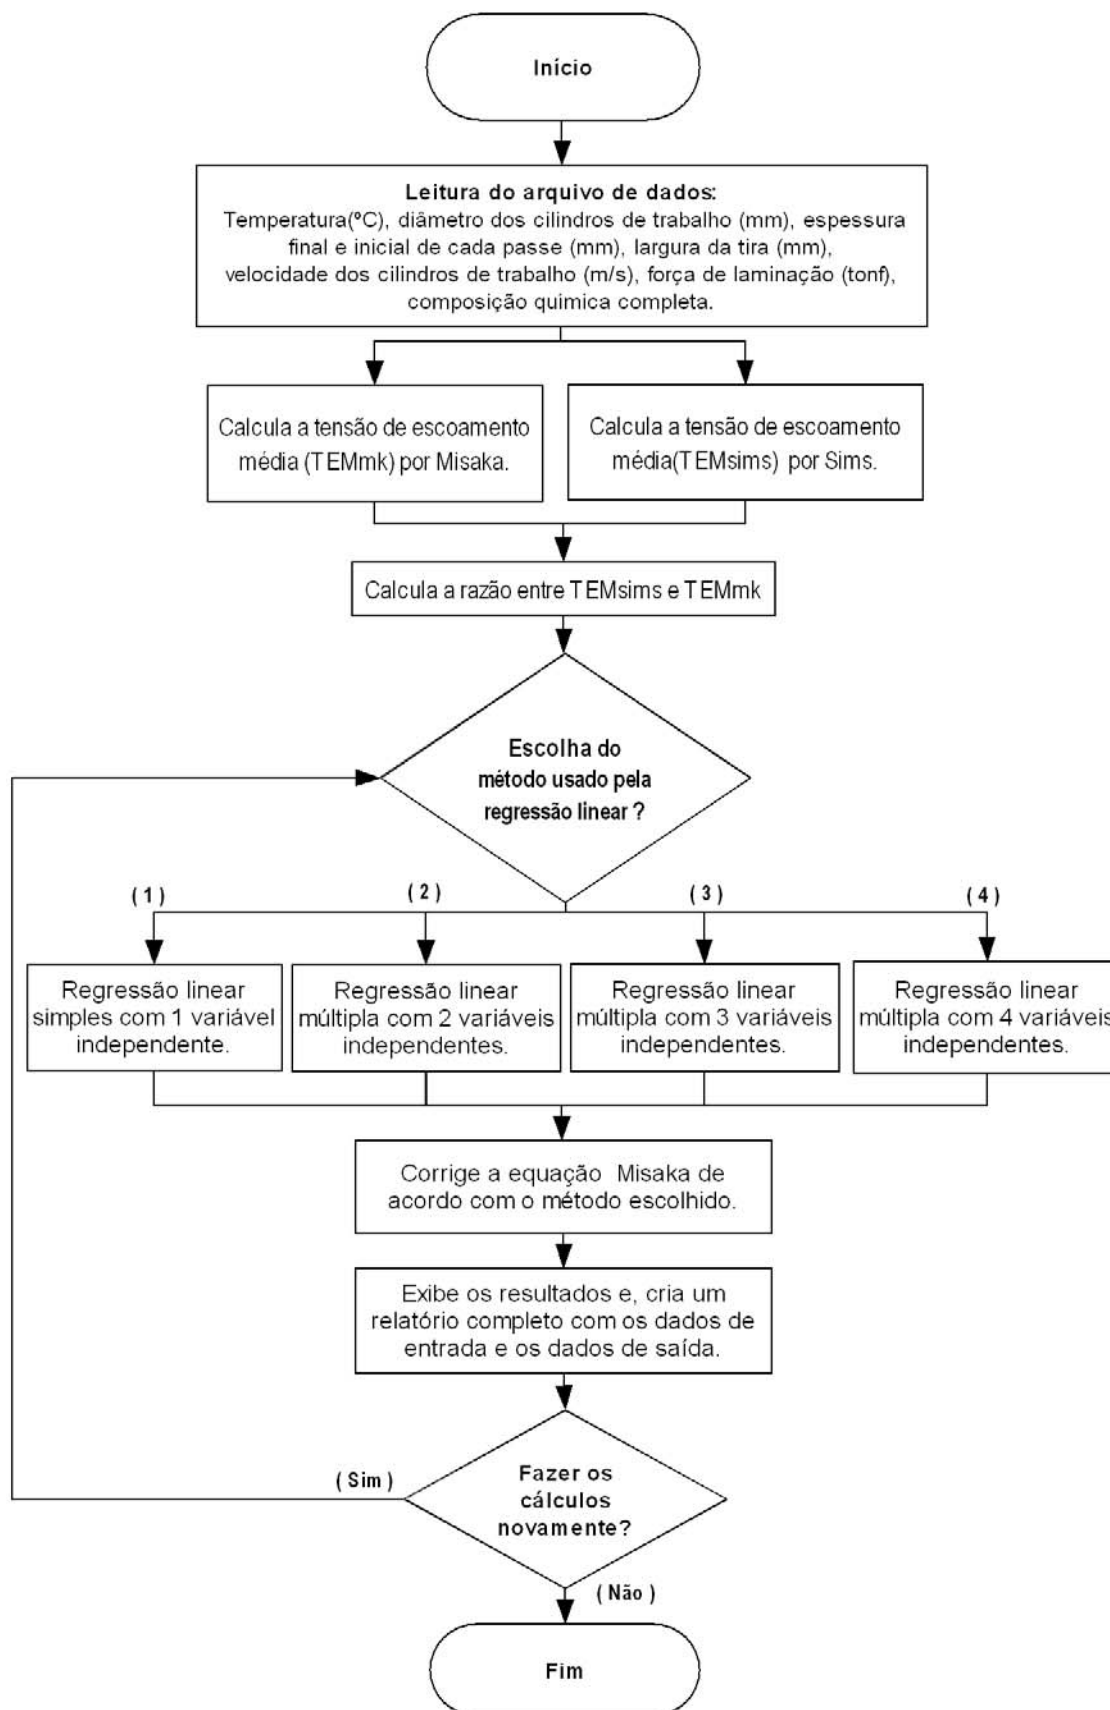 Início
Leitura do arquivo de dados:
Temperatura(ºC), diâmetro dos cilindros de trabalho (mm), espessura
final e inicial de cada passe (mm), largura da tira (mm),
velocidade dos cilindros de trabalho (m/s), força de laminação (tonf),
composição quimica completa.
Calcula a tensão de escoamento
média (TEMmk) por Misaka.
Calcula a tensão de escoamento
média(TEMsims) por Sims.
Calcula a razão entre TEMsims e TEMmk
Escolha do
método usado pela
regressão linear ?
( 1 )
( 2 )
( 3 )
( 4 )
Regressão linear
simples com 1 variável
independente.
Regressão linear
múltipla com 2 variáveis
independentes.
Regressão linear
múltipla com 3 variáveis
independentes.
Regressão linear
múltipla com 4 variáveis
independentes.
Corrige a equação Misaka de
acordo com o método escolhido.
Exibe os resultados e, cria um
relatório completo com os dados de
entrada e os dados de saída.
( Sim )
Fazer os
cálculos
novamente?
( Não )
Fim